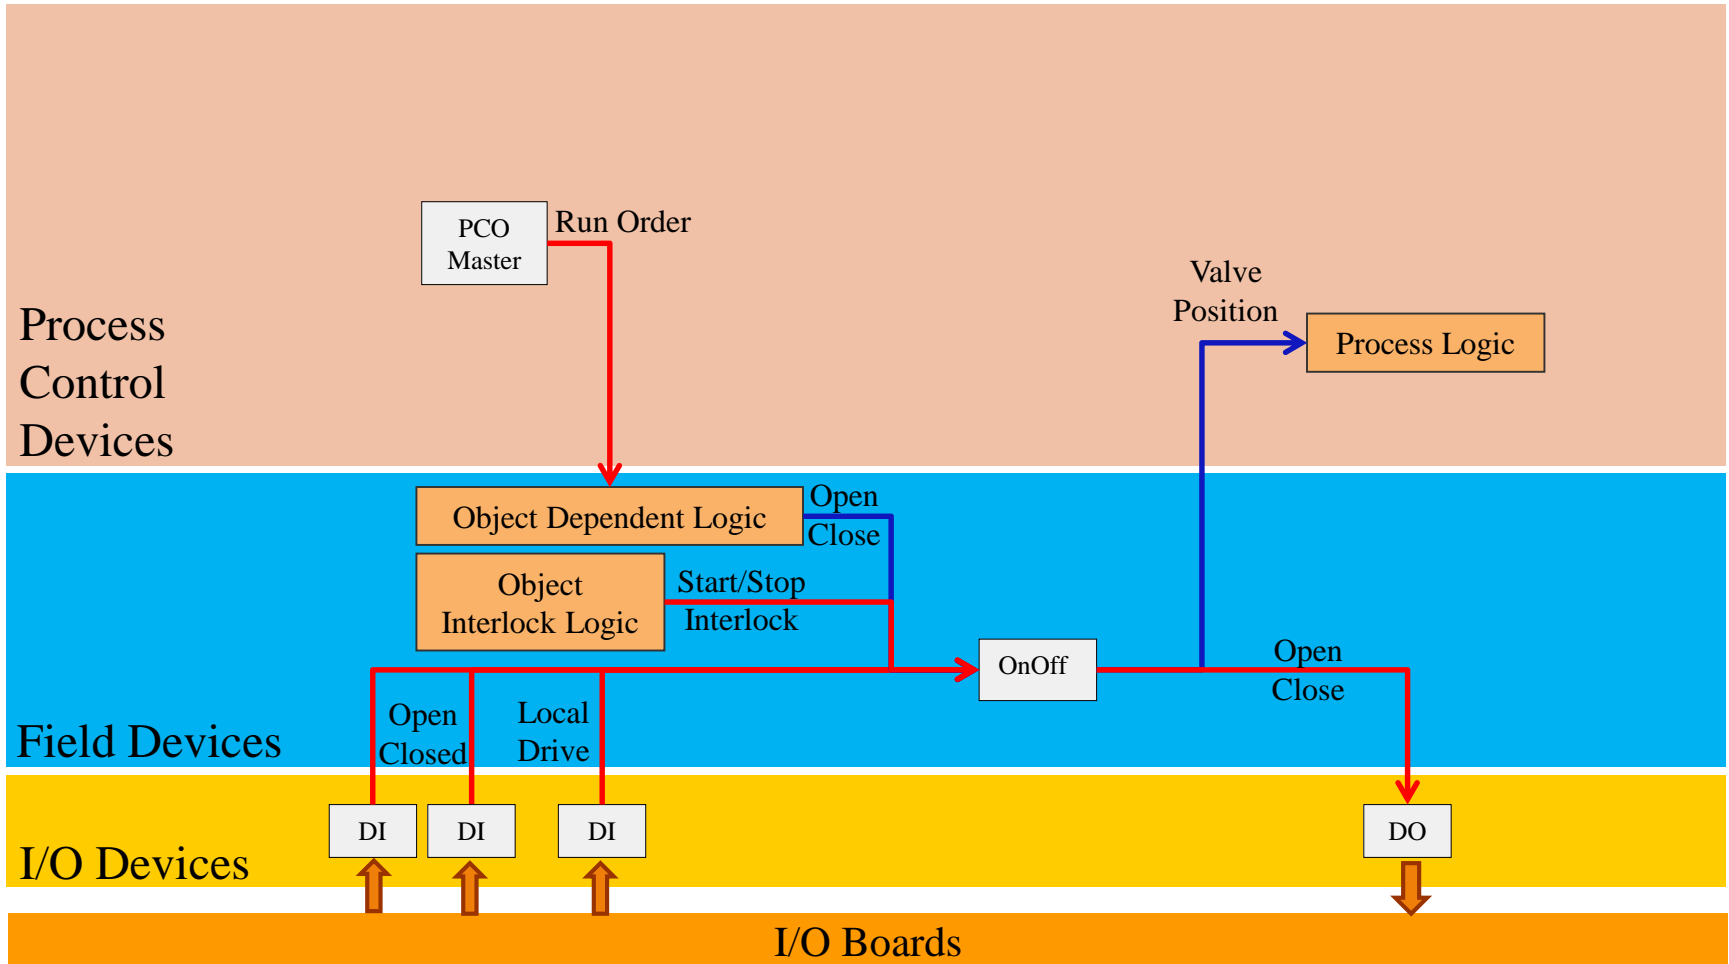 PCO
Master
Run Order
Valve
Position
Process Logic
Process
Control
Devices
Object Dependent Logic
Open
Close
Object
Interlock Logic
Start/Stop
Interlock
OnOff
Open
Close
Open
Closed
Local
Drive
Field Devices
DI
DI
DI
DO
I/O Devices
I/O Boards